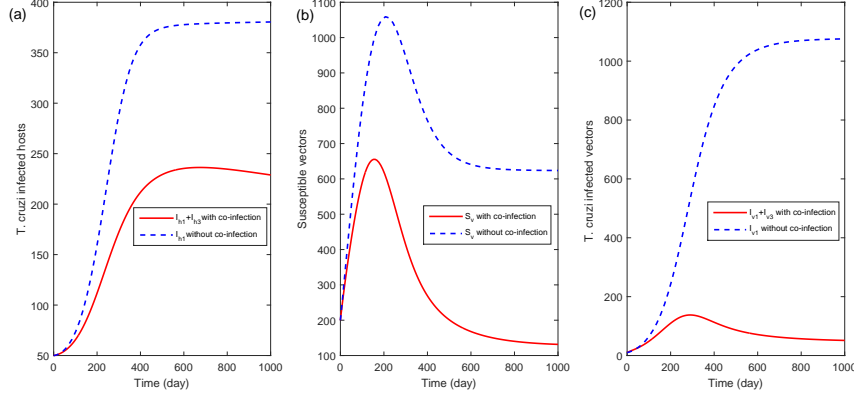 (a)
400
350
300
250
200
150
100
50
T. cruzi infected hosts
I_h1+I_h3 with co-infection
I_h1 without co-infection
0 200 400 600 800 1000
Time (day)
(b)
1100
1000
900
800
700
600
500
400
300
200
100
Susceptible vectors
S_v with co-infection
S_v without co-infection
0 200 400 600 800 1000
Time (day)
(c)
1200
1000
800
600
400
200
0
T. cruzi infected vectors
I_v1+I_v3 with co-infection
I_v1 without co-infection
0 200 400 600 800 1000
Time (day)